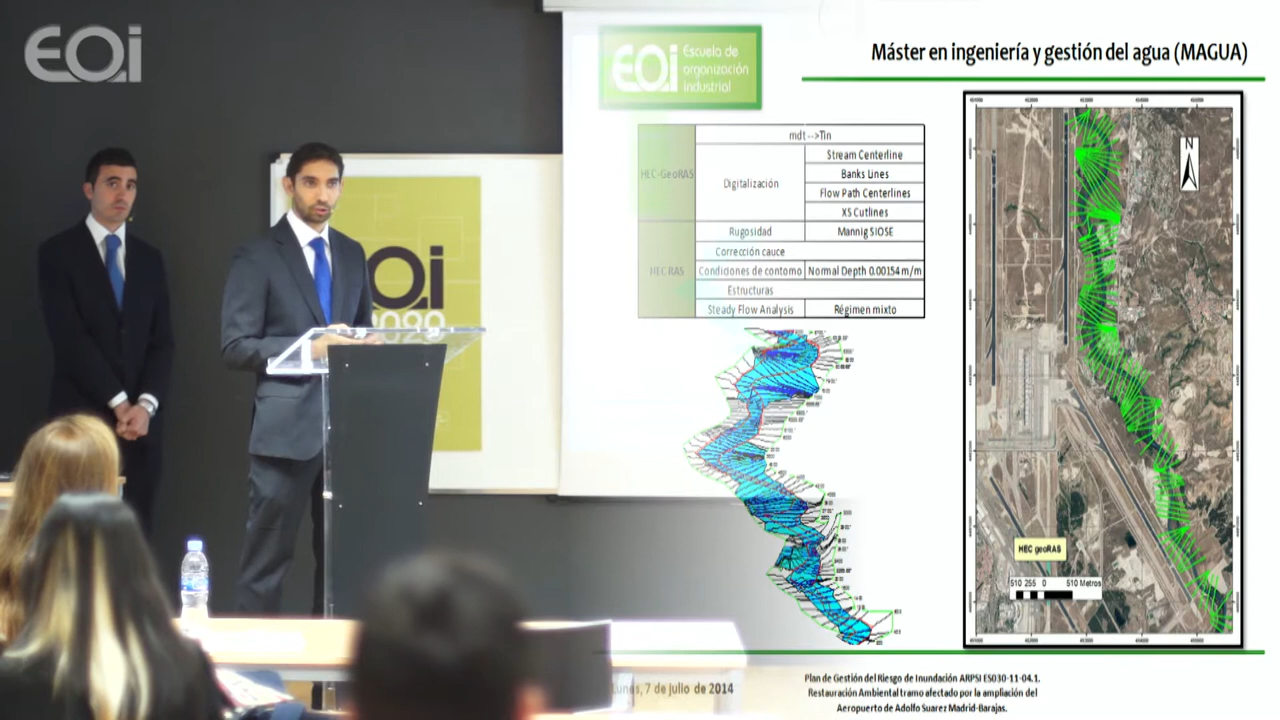 EOi
EOi
Escuela de
organización
industrial
Máster en ingeniería y gestión del agua (MAGUA)
mdt -->Tin
HEC-GeoRAS
Digitalización
Stream Centerline
Banks Lines
Flow Path Centerlines
XS Cutlines
Rugosidad
Mannig SIOSE
HEC RAS
Corrección cauce
Condiciones de contorno
Normal Depth 0.00154 m/m
Estructuras
Steady Flow Analysis
Régimen mixto
N
HEC geoRAS
510 255 0 510 Metros
Oi
2020
Lunes, 7 de julio de 2014
Plan de Gestión del Riesgo de Inundación ARPSI ES030-11-04.1.
Restauración Ambiental tramo afectado por la ampliación del
Aeropuerto de Adolfo Suarez Madrid-Barajas.